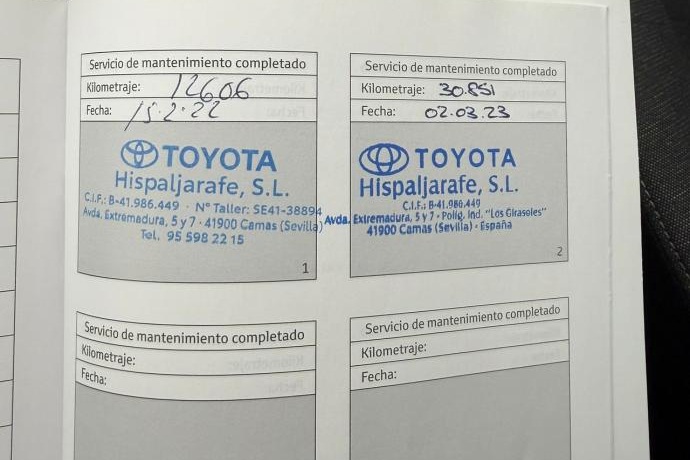 Servicio de mantenimiento completado
Kilometraje: 12606
Fecha: 15·2·22
TOYOTA
Hispaljarafe, S.L.
C.I.F.: B-41.986.449 · Nº Taller: SE41-38894
Avda. Extremadura, 5 y 7 - 41900 Camas (Sevilla)
Tel. 95 598 22 15
1
Servicio de mantenimiento completado
Kilometraje: 30.851
Fecha: 02.03.23
TOYOTA
Hispaljarafe, S.L.
C.I.F.: B-41.986.449
Avda. Extremadura, 5 y 7 - Polig. Ind. "Los Girasoles"
41900 Camas (Sevilla) - España
2
Servicio de mantenimiento completado
Kilometraje:
Fecha:
Servicio de mantenimiento completado
Kilometraje:
Fecha: